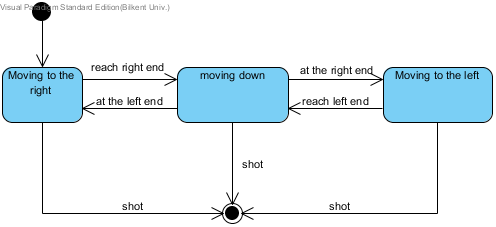 Visual Paradigm Standard Edition(Bilkent Univ.)
reach right end
at the right end
Moving to the
right
moving down
Moving to the left
at the left end
reach left end
shot
shot
shot